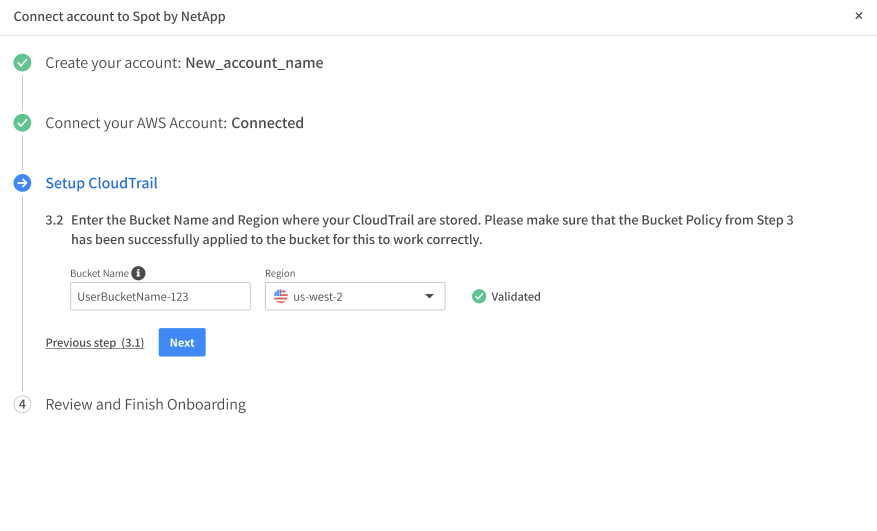 Connect account to Spot by NetApp
×
Create your account: New_account_name
Connect your AWS Account: Connected
Setup CloudTrail
3.2 Enter the Bucket Name and Region where your CloudTrail are stored. Please make sure that the Bucket Policy from Step 3
has been successfully applied to the bucket for this to work correctly.
Bucket Name i Region
UserBucketName-123 us-west-2 Validated
Previous step (3.1) Next
4 Review and Finish Onboarding